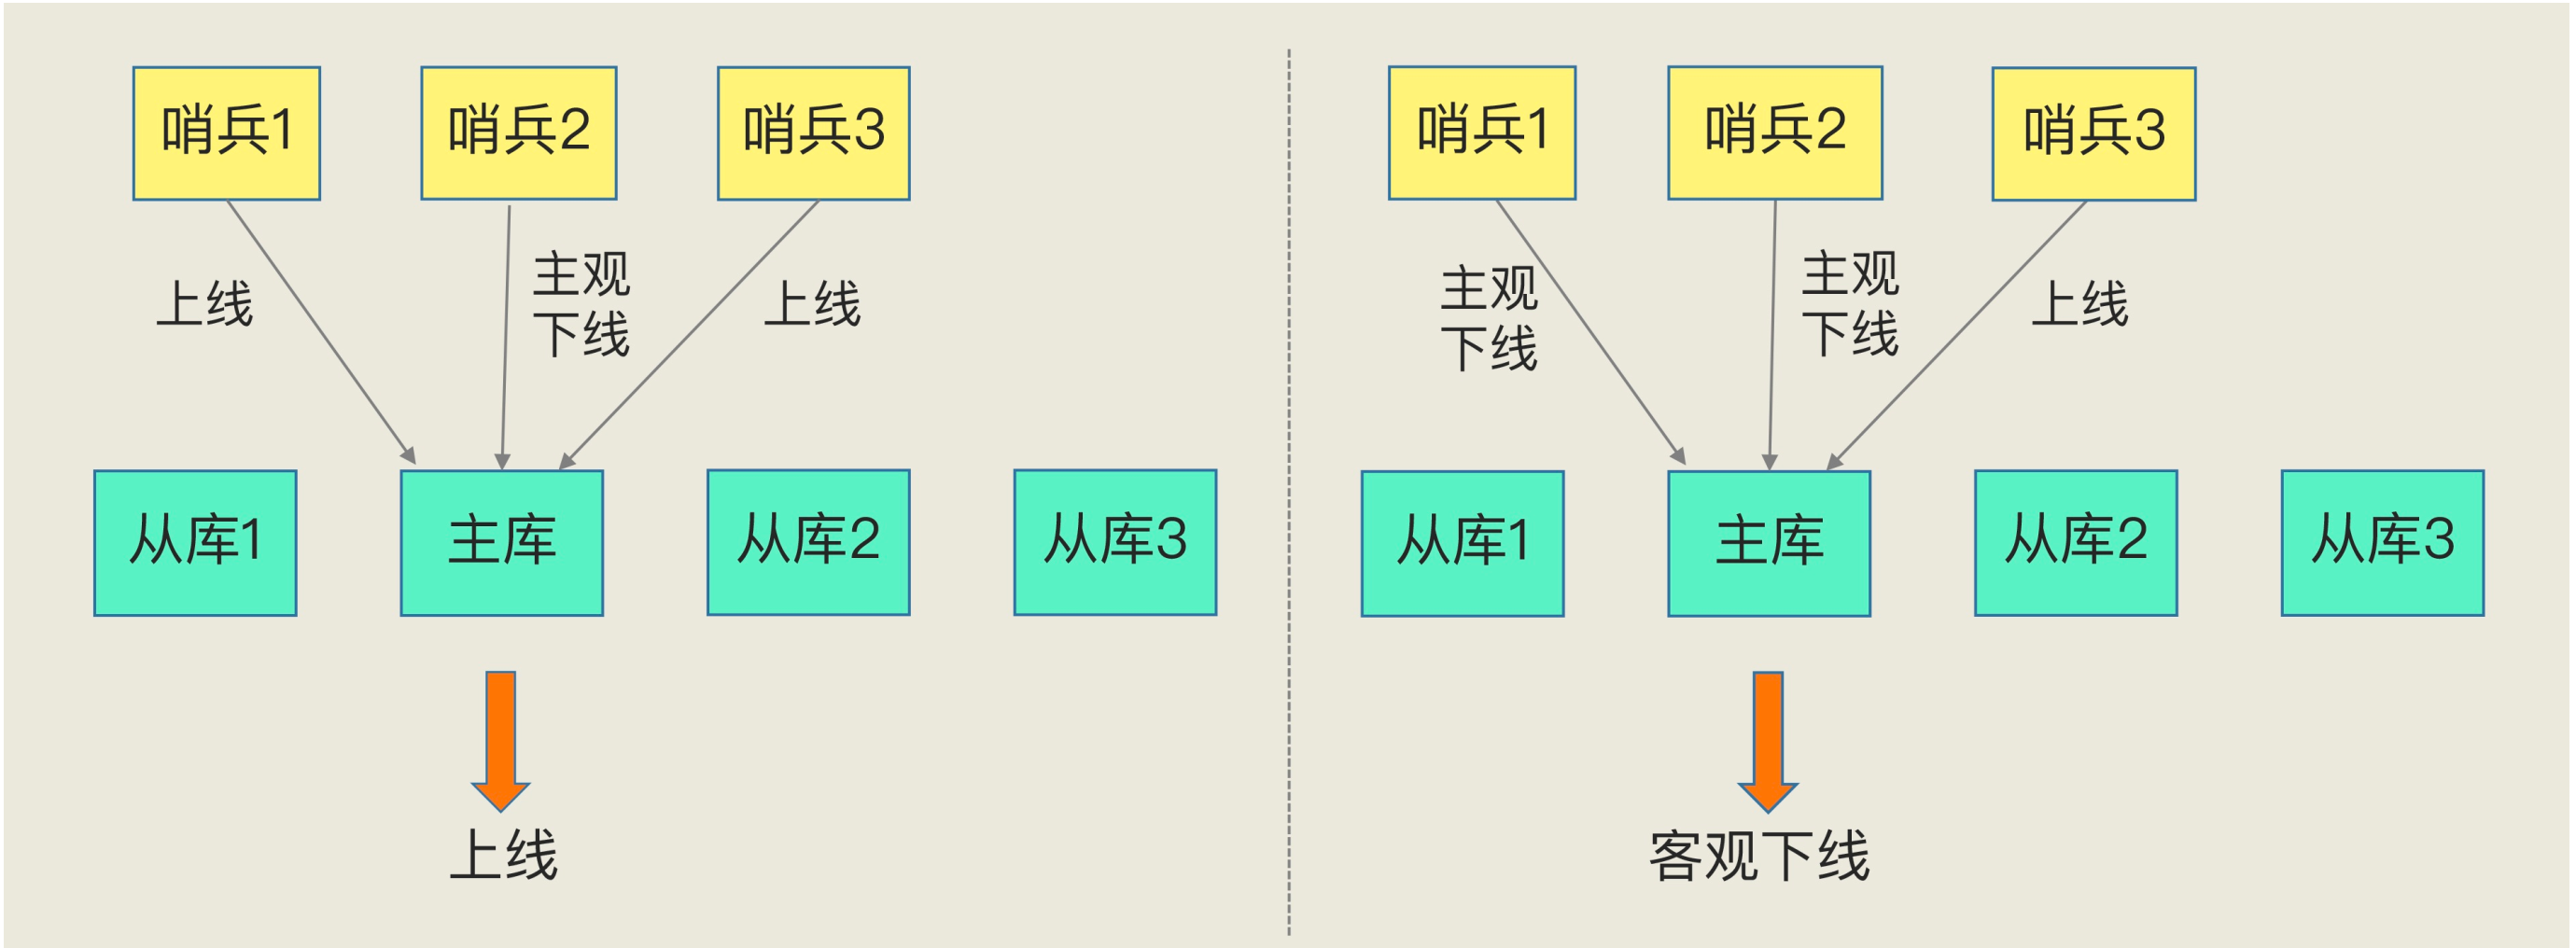 哨兵1
哨兵2
哨兵3
上线
主观
下线
上线
从库1
主库
从库2
从库3
上线
哨兵1
哨兵2
哨兵3
主观
下线
主观
下线
上线
从库1
主库
从库2
从库3
客观下线